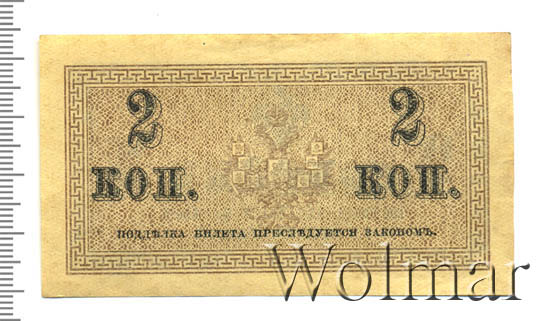 2 2
КОП. КОП.
ПОДДѢЛКА БИЛЕТА ПРЕСЛѢДУЕТСЯ ЗАКОНОМЪ.
Wolmar